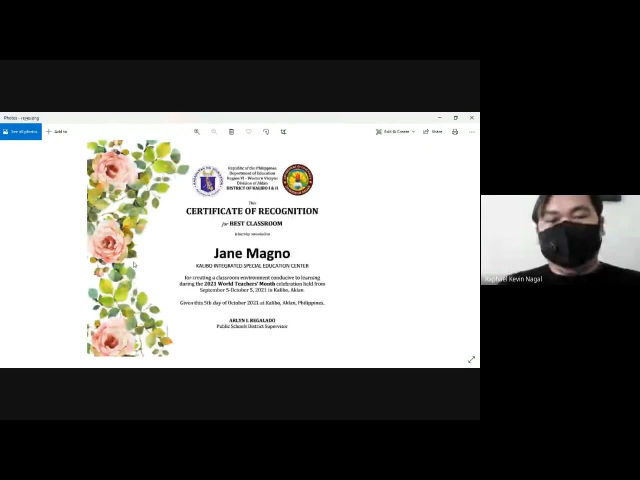 Photos - rojea.png
See all photos
Add to
Edit & Create
Share
Republic of the Philippines
Department of Education
Region VI - Western Visayas
Division of Aklan
DISTRICT OF KALIBO I & II
This
CERTIFICATE OF RECOGNITION
for BEST CLASSROOM
is hereby awarded to
Jane Magno
KALIBO INTEGRATED SPECIAL EDUCATION CENTER
for creating a classroom environment conducive to learning
during the 2021 World Teachers' Month celebration held from
September 5-October 5, 2021 in Kalibo, Aklan
Given this 5th day of October 2021 at Kalibo, Aklan, Philippines.
ARLYN I. REGALADO
Public Schools District Supervisor
Raphael Kevin Nagal